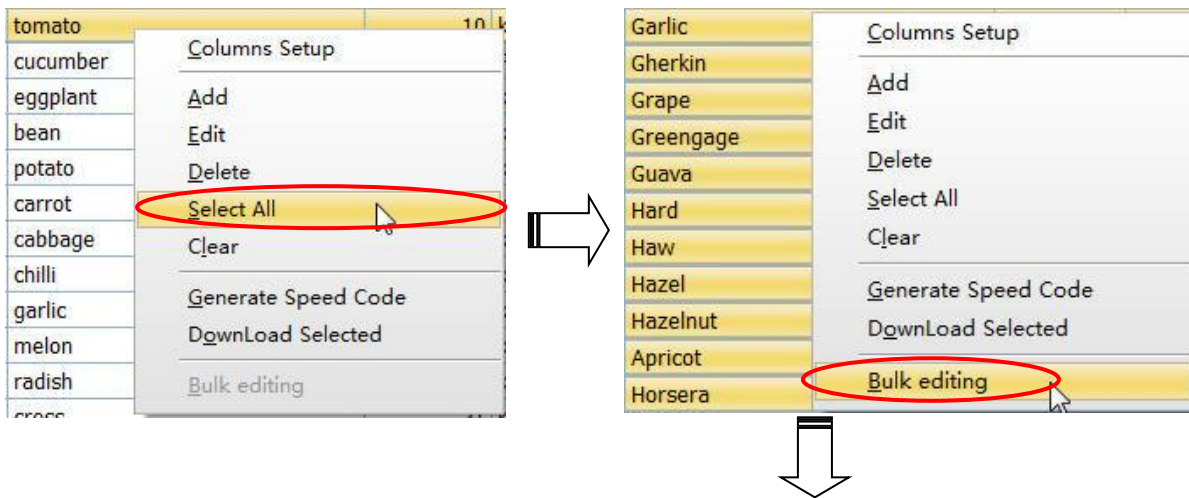 tomato
10 k
cucumber
eggplant
bean
potato
carrot
cabbage
chilli
garlic
melon
radish
cress
Columns Setup
Add
Edit
Delete
Select All
Clear
Generate Speed Code
DownLoad Selected
Bulk editing
Garlic
Gherkin
Grape
Greengage
Guava
Hard
Haw
Hazel
Hazelnut
Apricot
Horsera
Columns Setup
Add
Edit
Delete
Select All
Clear
Generate Speed Code
DownLoad Selected
Bulk editing